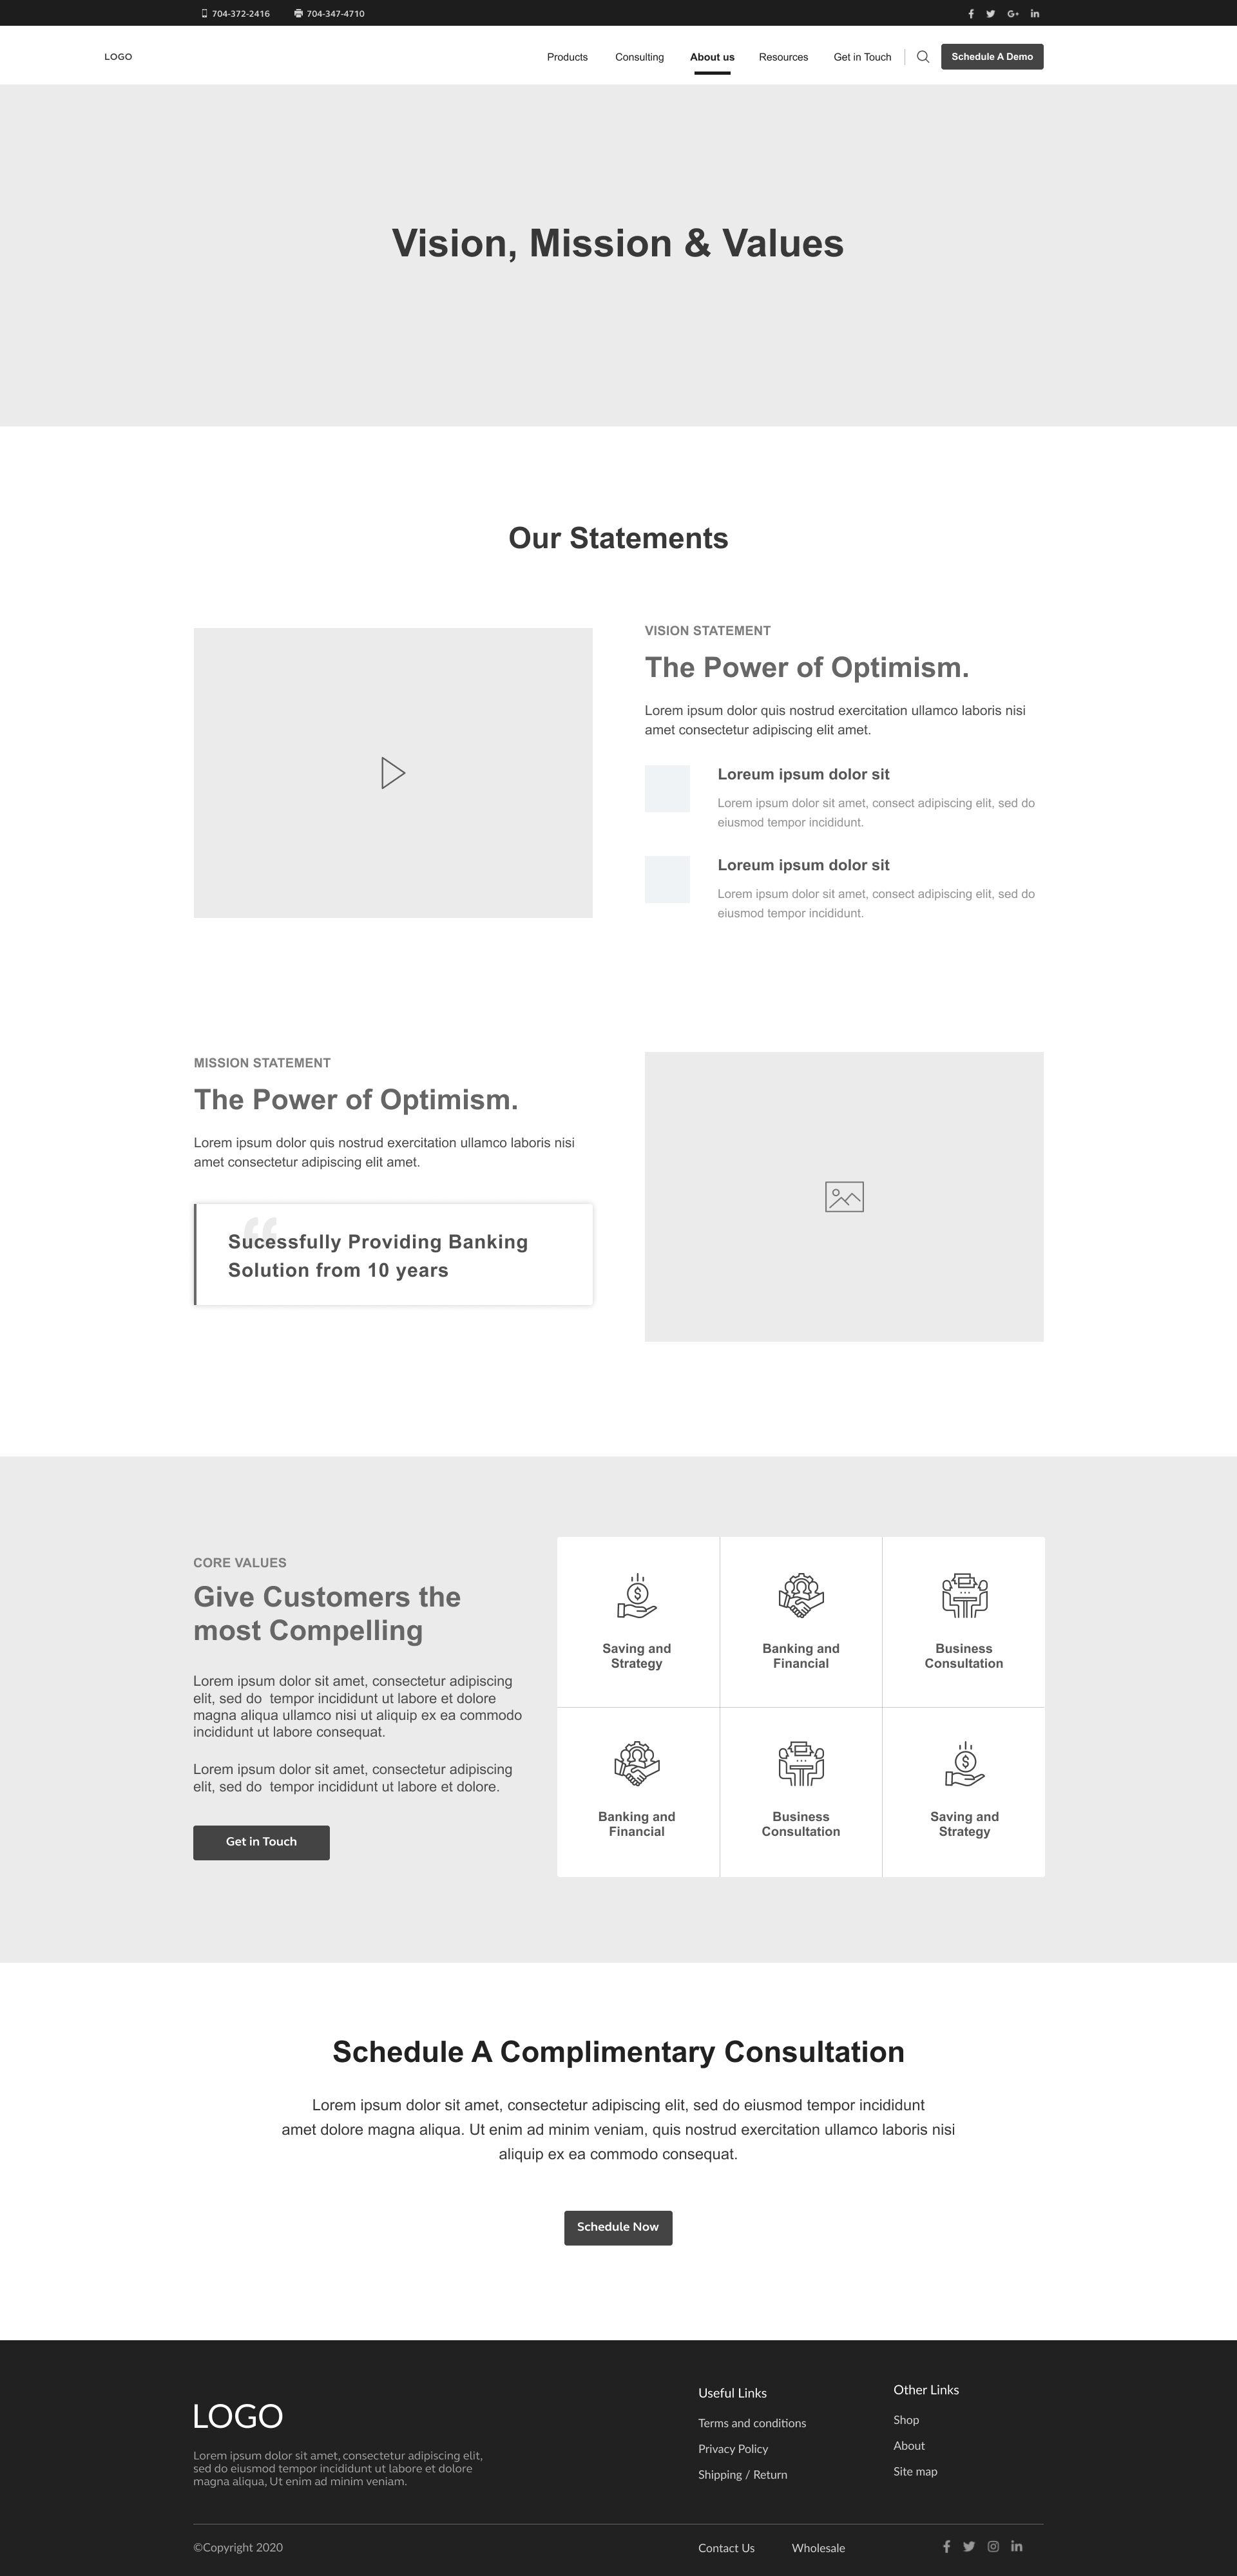 704-372-2416
704-347-4710
LOGO
Products
Consulting
About us
Resources
Get in Touch
Schedule A Demo
Vision, Mission & Values
Our Statements
VISION STATEMENT
The Power of Optimism.
Lorem ipsum dolor quis nostrud exercitation ullamco laboris nisi
amet consectetur adipiscing elit amet.
Loreum ipsum dolor sit
Lorem ipsum dolor sit amet, consect adipiscing elit, sed do
eiusmod tempor incididunt.
Loreum ipsum dolor sit
Lorem ipsum dolor sit amet, consect adipiscing elit, sed do
eiusmod tempor incididunt.
MISSION STATEMENT
The Power of Optimism.
Lorem ipsum dolor quis nostrud exercitation ullamco laboris nisi
amet consectetur adipiscing elit amet.
“
Sucessfully Providing Banking
Solution from 10 years
CORE VALUES
Give Customers the
most Compelling
Lorem ipsum dolor sit amet, consectetur adipiscing
elit, sed do  tempor incididunt ut labore et dolore
magna aliqua ullamco nisi ut aliquip ex ea commodo
incididunt ut labore consequat.
Lorem ipsum dolor sit amet, consectetur adipiscing
elit, sed do  tempor incididunt ut labore et dolore.
Get in Touch
Saving and
Strategy
Banking and
Financial
Business
Consultation
Banking and
Financial
Business
Consultation
Saving and
Strategy
Schedule A Complimentary Consultation
Lorem ipsum dolor sit amet, consectetur adipiscing elit, sed do eiusmod tempor incididunt
amet dolore magna aliqua. Ut enim ad minim veniam, quis nostrud exercitation ullamco laboris nisi
aliquip ex ea commodo consequat.
Schedule Now
LOGO
Lorem ipsum dolor sit amet, consectetur adipiscing elit,
sed do eiusmod tempor incididunt ut labore et dolore
magna aliqua, Ut enim ad minim veniam.
Useful Links
Terms and conditions
Privacy Policy
Shipping / Return
Other Links
Shop
About
Site map
©Copyright 2020
Contact Us
Wholesale